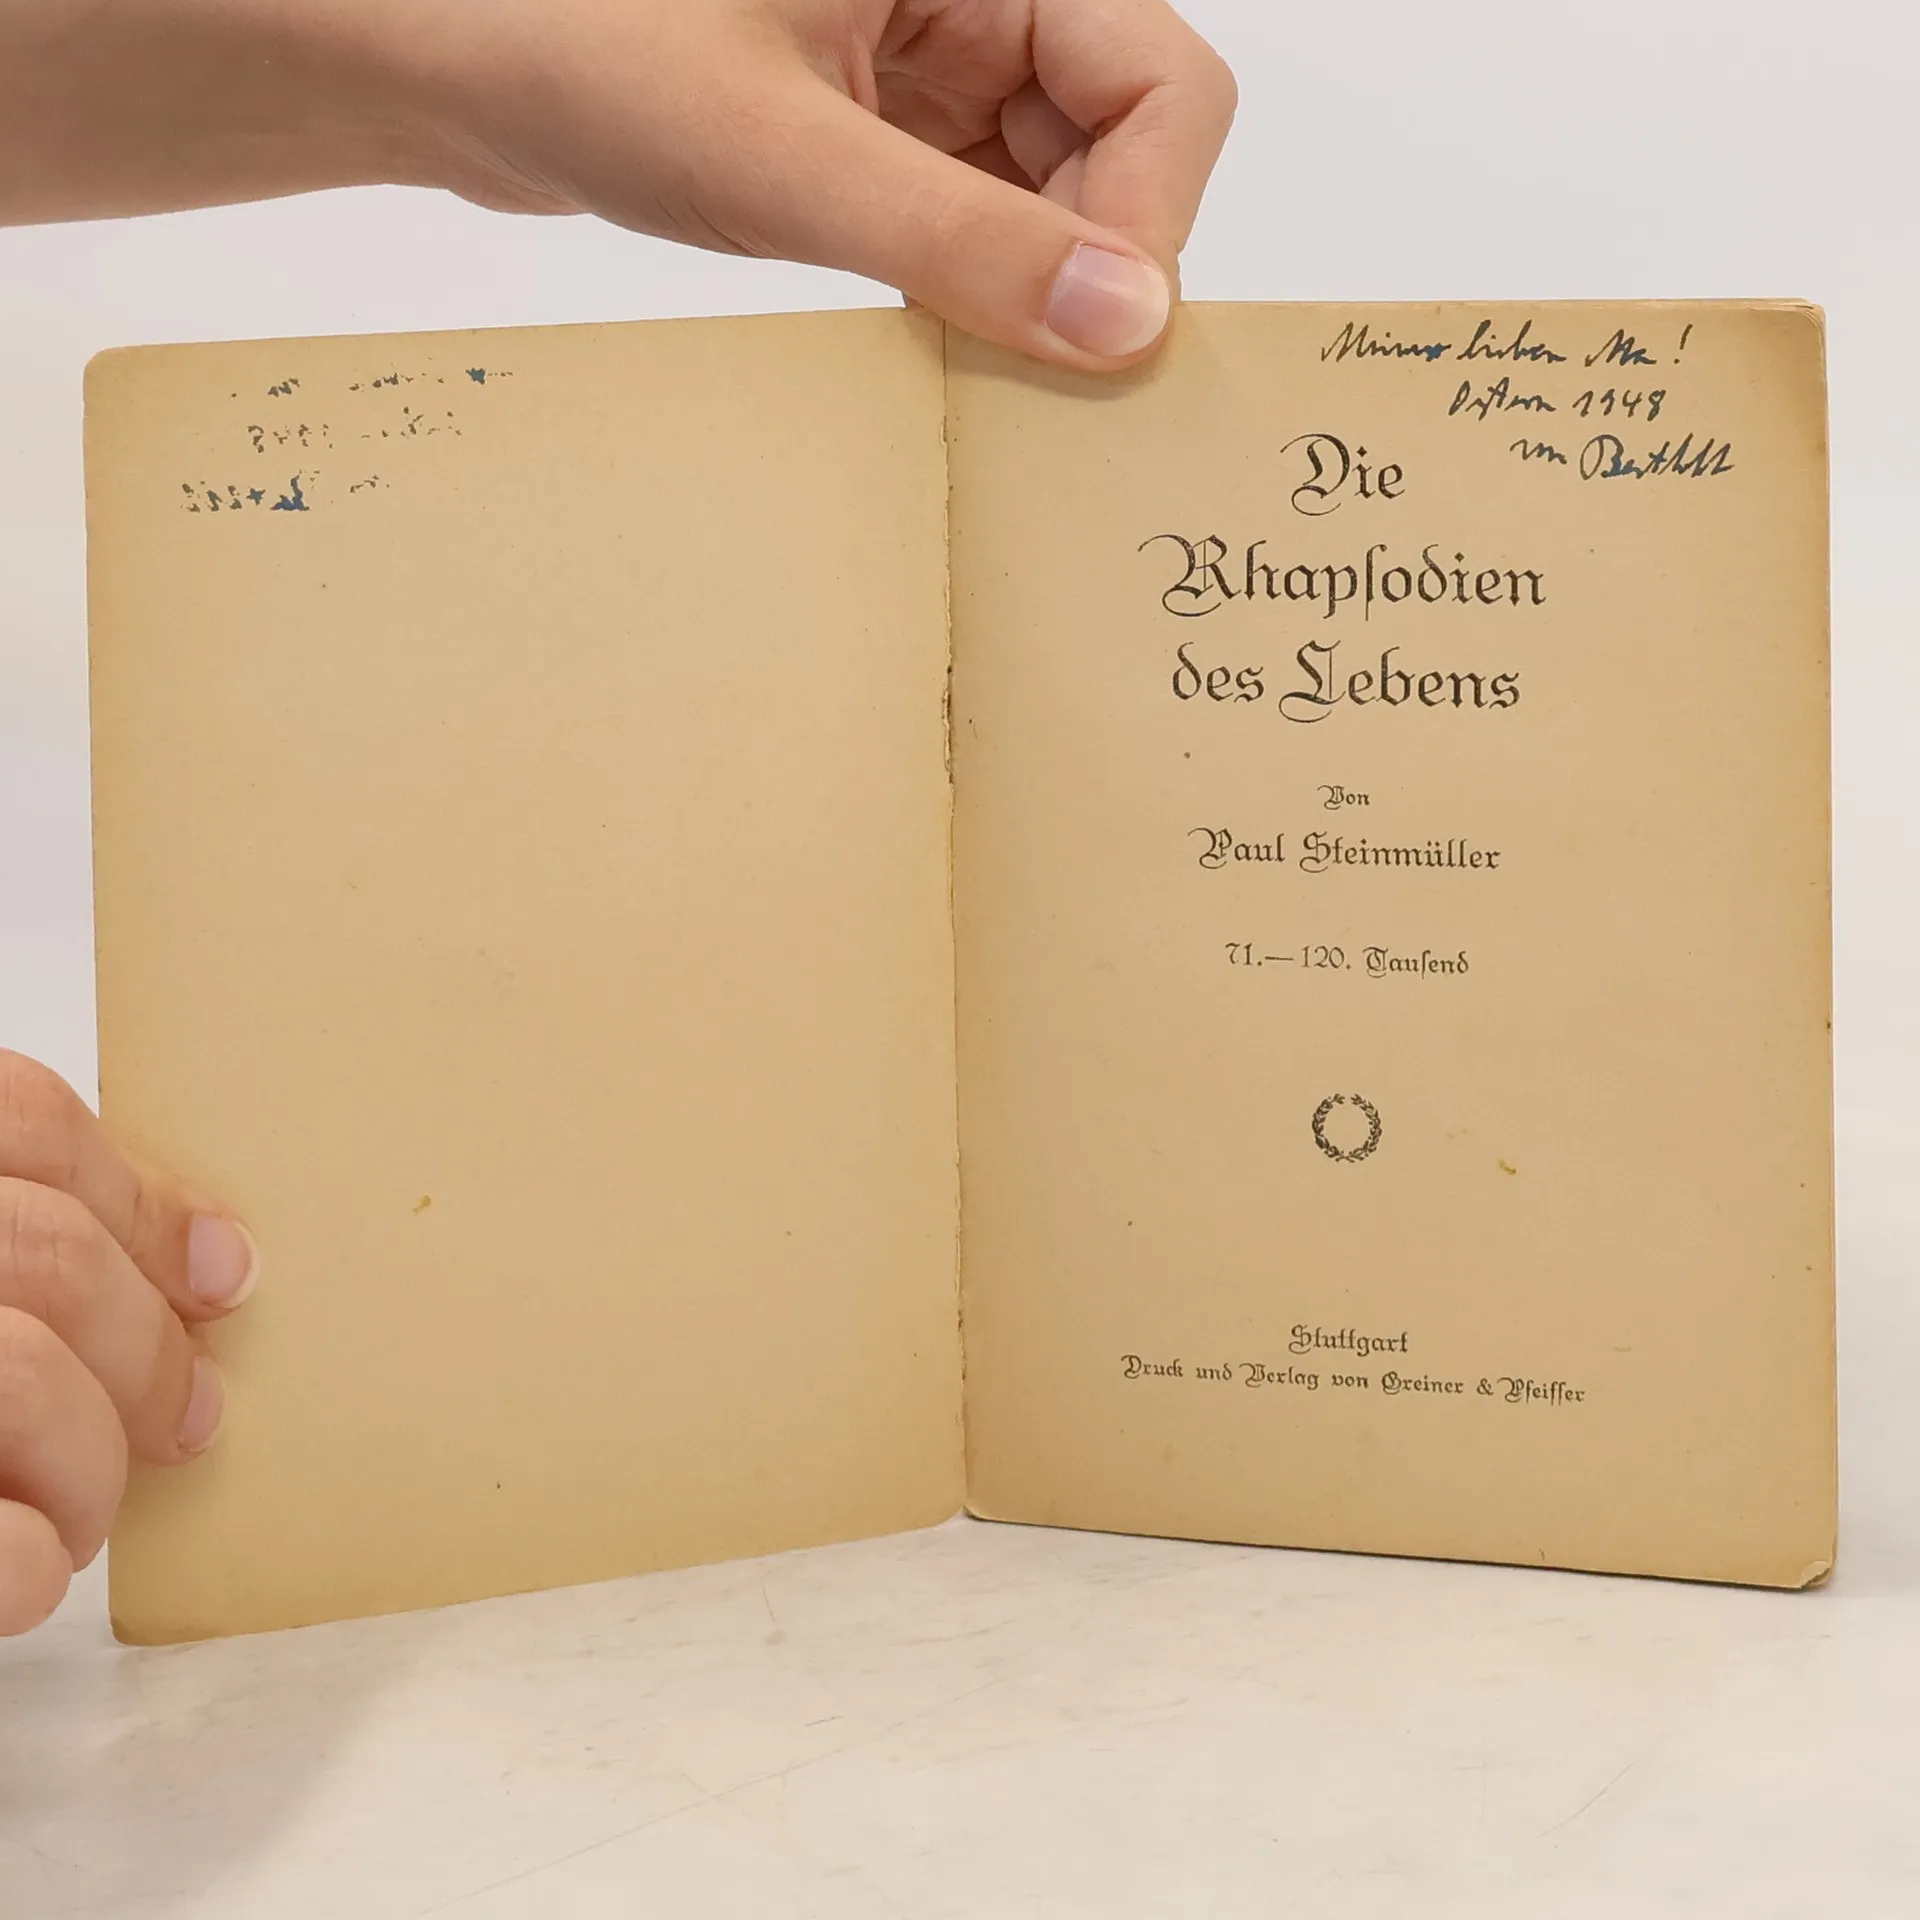 Meiner lieben Ma!
Ostern 1948
von Berthold
Die
Rhapſodien
des Lebens
Von
Paul Steinmüller
71.—120. Tauſend
Stuttgart
Druck und Verlag von Greiner & Pfeiffer